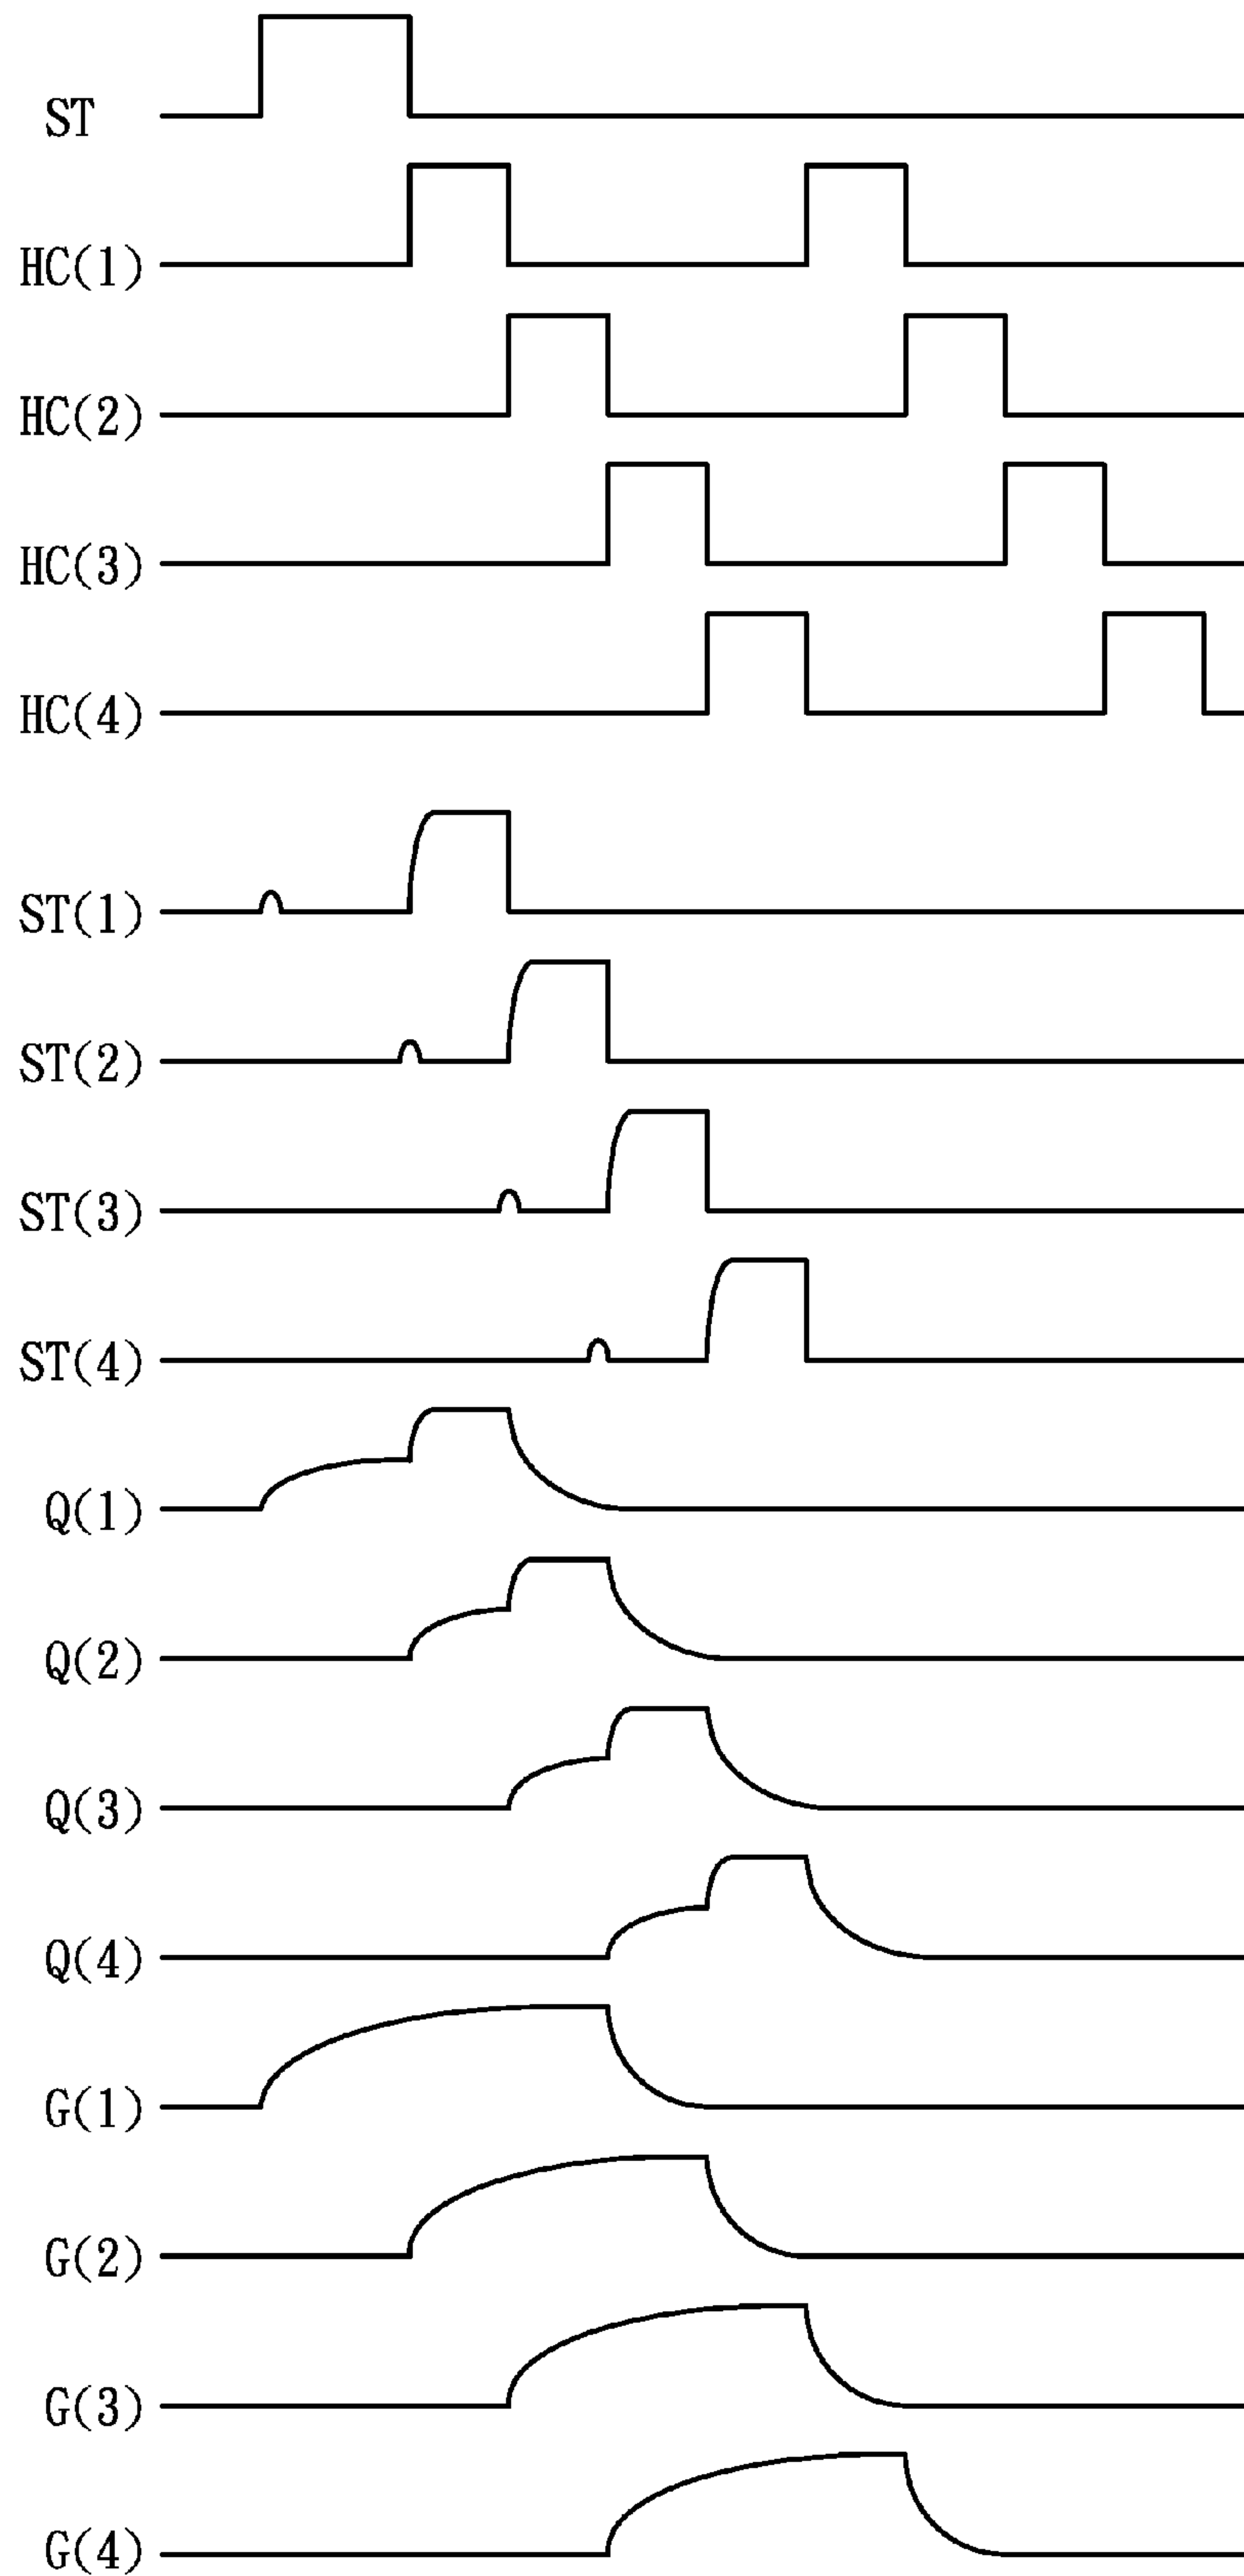 ST
HC(1)
HC(2)
HC(3)
HC(4)
ST(1)
ST(2)
ST(3)
ST(4)
Q(1)
Q(2)
Q(3)
Q(4)
G(1)
G(2)
G(3)
G(4)